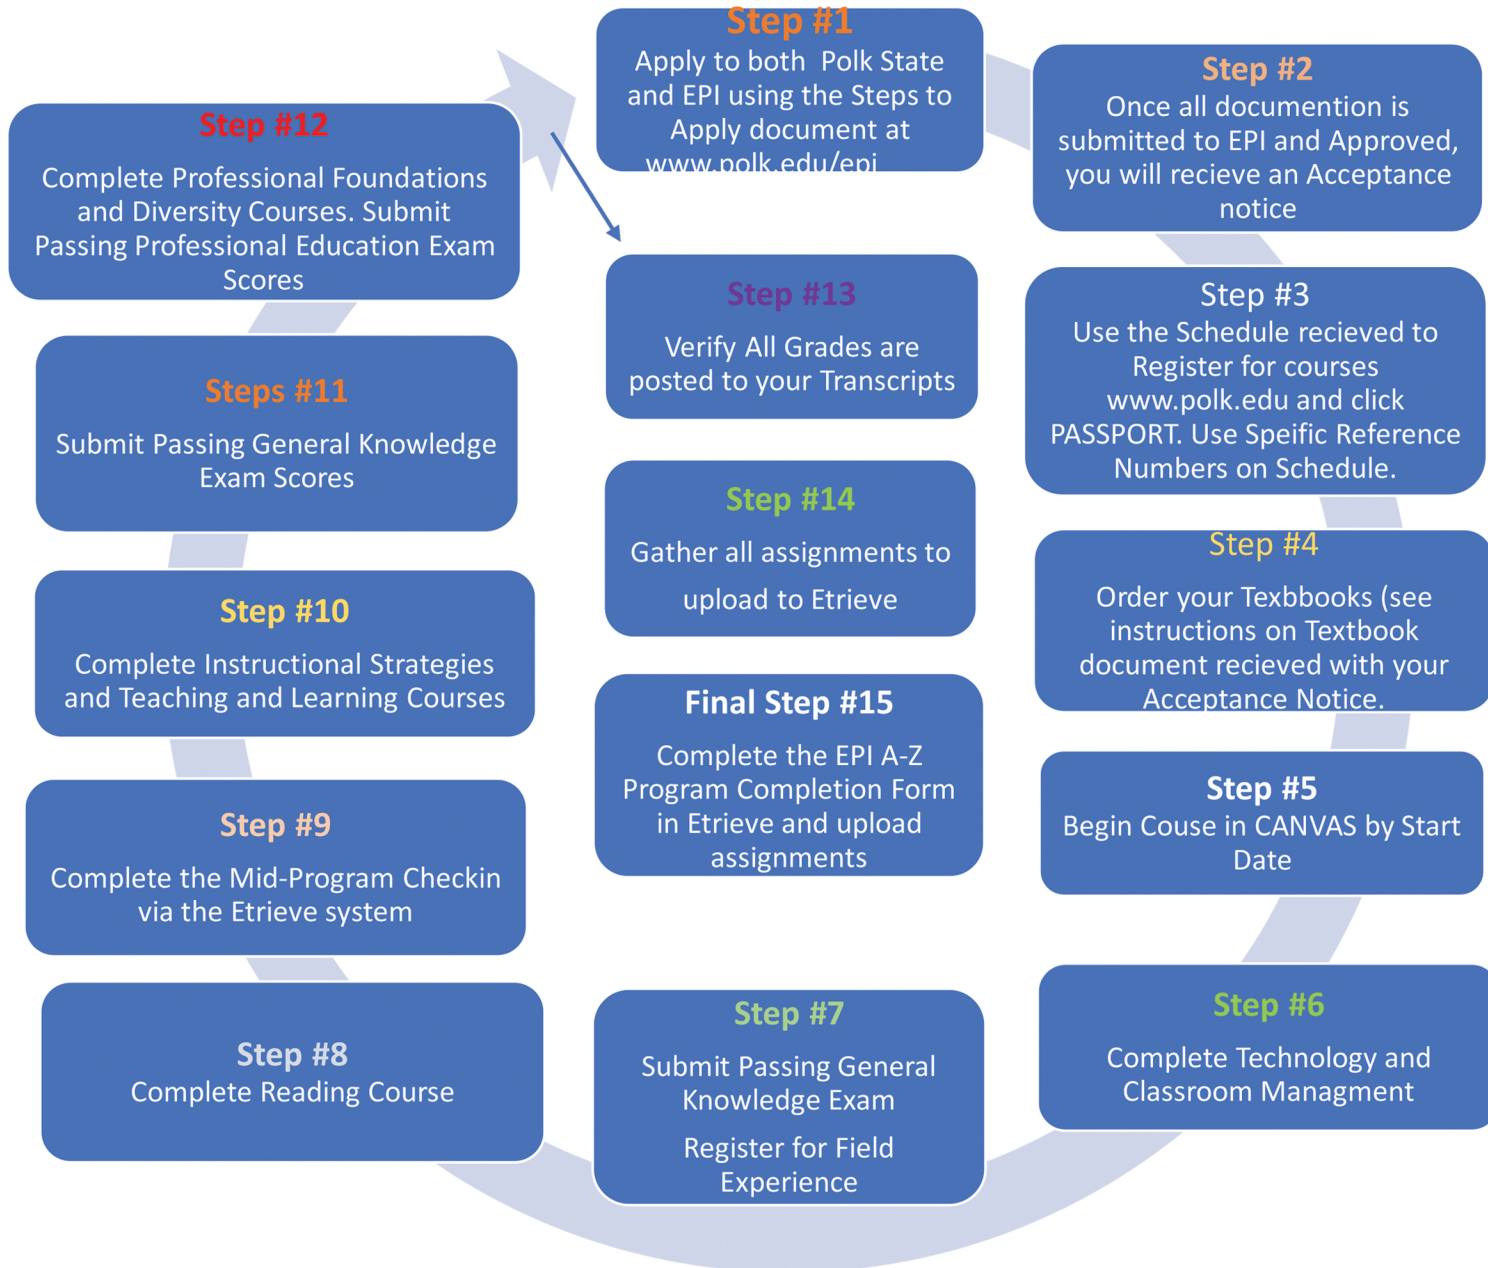 Step #1
Apply to both Polk State
and EPI using the Steps to
Apply document at
www.polk.edu/epi
Step #2
Once all documention is
submitted to EPI and Approved,
you will recieve an Acceptance
notice
Step #3
Use the Schedule recieved to
Register for courses
www.polk.edu and click
PASSPORT. Use Speific Reference
Numbers on Schedule.
Step #4
Order your Texbbooks (see
instructions on Textbook
document recieved with your
Acceptance Notice.
Step #5
Begin Couse in CANVAS by Start
Date
Step #6
Complete Technology and
Classroom Managment
Step #7
Submit Passing General
Knowledge Exam
Register for Field
Experience
Step #8
Complete Reading Course
Step #9
Complete the Mid-Program Checkin
via the Etrieve system
Step #10
Complete Instructional Strategies
and Teaching and Learning Courses
Steps #11
Submit Passing General Knowledge
Exam Scores
Step #12
Complete Professional Foundations
and Diversity Courses. Submit
Passing Professional Education Exam
Scores
Step #13
Verify All Grades are
posted to your Transcripts
Step #14
Gather all assignments to
upload to Etrieve
Final Step #15
Complete the EPI A-Z
Program Completion Form
in Etrieve and upload
assignments